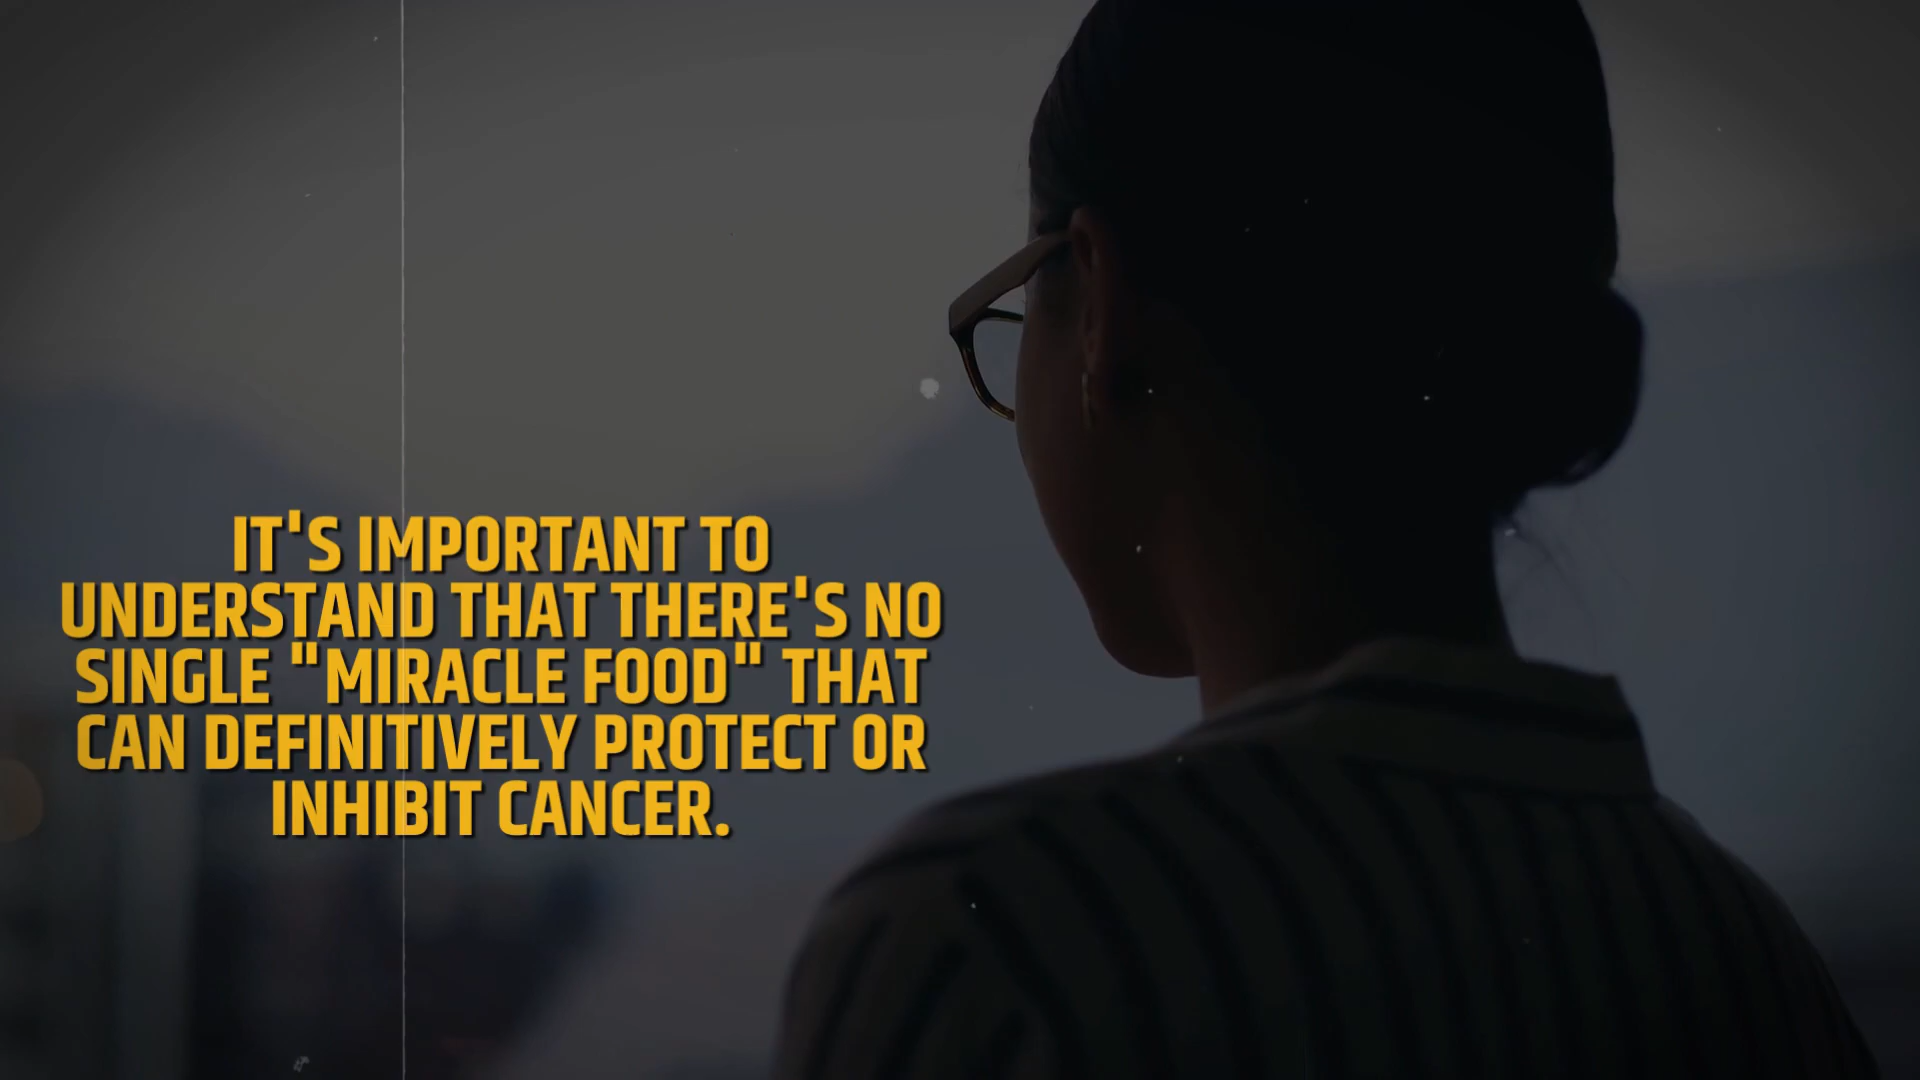 IT'S IMPORTANT TO
UNDERSTAND THAT THERE'S NO
SINGLE "MIRACLE FOOD" THAT
CAN DEFINITIVELY PROTECT OR
INHIBIT CANCER.